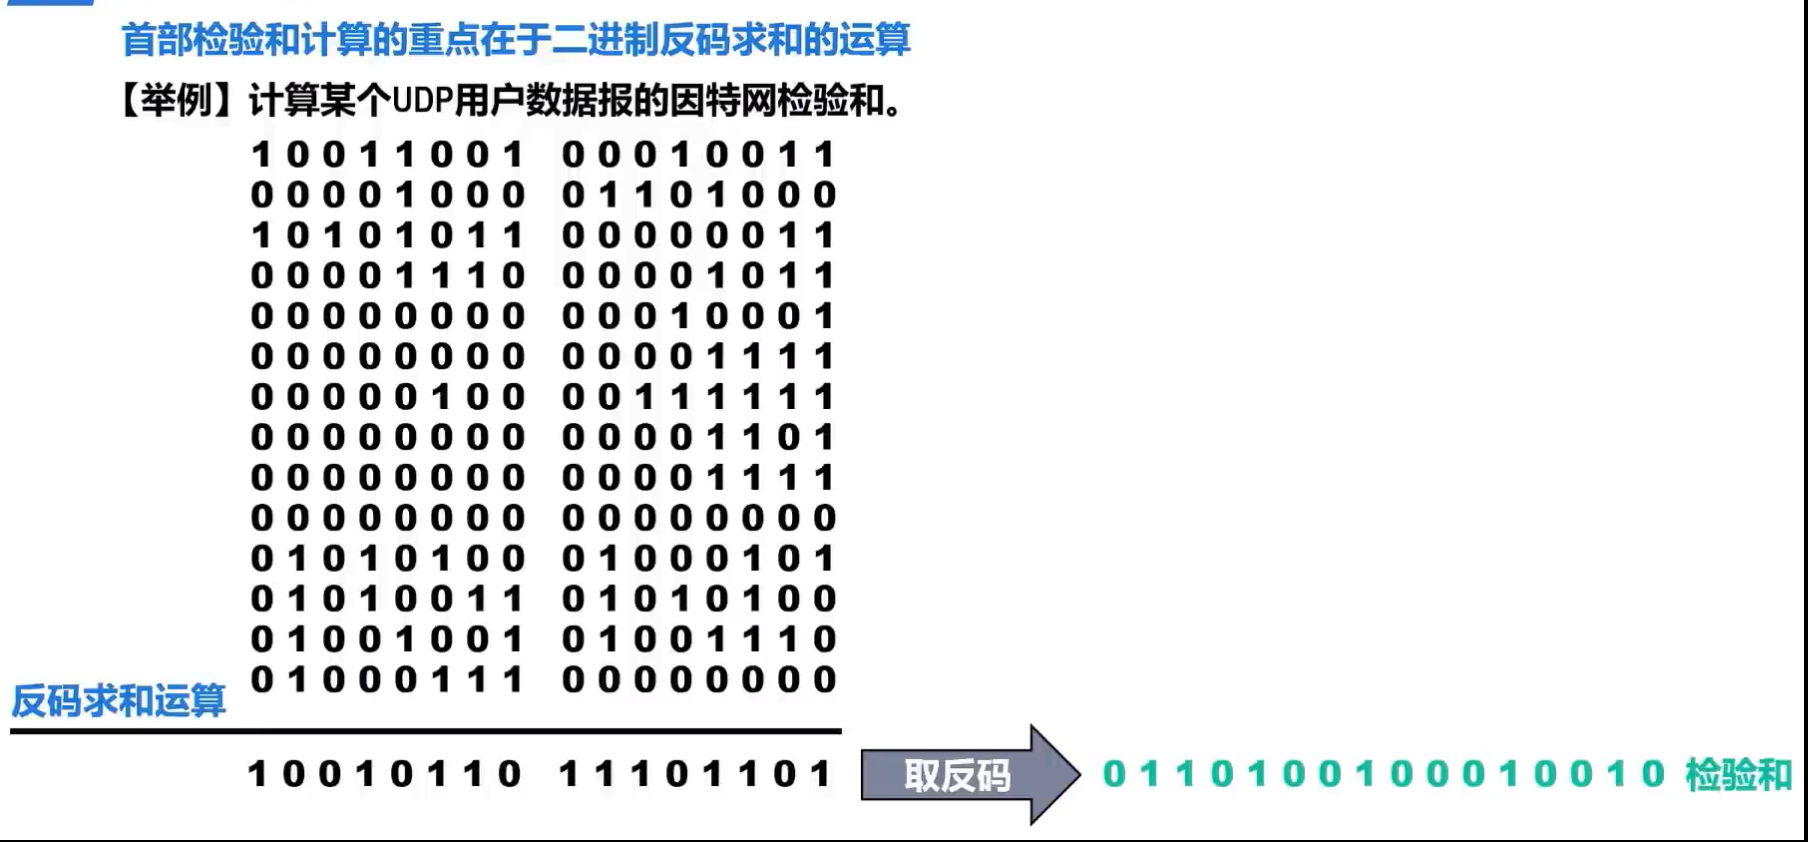 首部检验和计算的重点在于二进制反码求和的运算
【举例】计算某个UDP用户数据报的因特网检验和。
1 0 0 1 1 0 0 1 0 0 0 1 0 0 1 1
0 0 0 0 1 0 0 0 0 1 1 0 1 0 0 0
1 0 1 0 1 0 1 1 0 0 0 0 0 0 1 1
0 0 0 0 1 1 1 0 0 0 0 0 1 0 1 1
0 0 0 0 0 0 0 0 0 0 0 1 0 0 0 1
0 0 0 0 0 0 0 0 0 0 0 0 1 1 1 1
0 0 0 0 0 1 0 0 0 0 1 1 1 1 1 1
0 0 0 0 0 0 0 0 0 0 0 0 1 1 0 1
0 0 0 0 0 0 0 0 0 0 0 0 1 1 1 1
0 0 0 0 0 0 0 0 0 0 0 0 0 0 0 0
0 1 0 1 0 1 0 0 0 1 0 0 0 1 0 1
0 1 0 1 0 0 1 1 0 1 0 1 0 1 0 0
0 1 0 0 1 0 0 1 0 1 0 0 1 1 1 0
0 1 0 0 0 1 1 1 0 0 0 0 0 0 0 0
反码求和运算
1 0 0 1 0 1 1 0 1 1 1 0 1 1 0 1 取反码 0 1 1 0 1 0 0 1 0 0 0 1 0 0 1 0 检验和